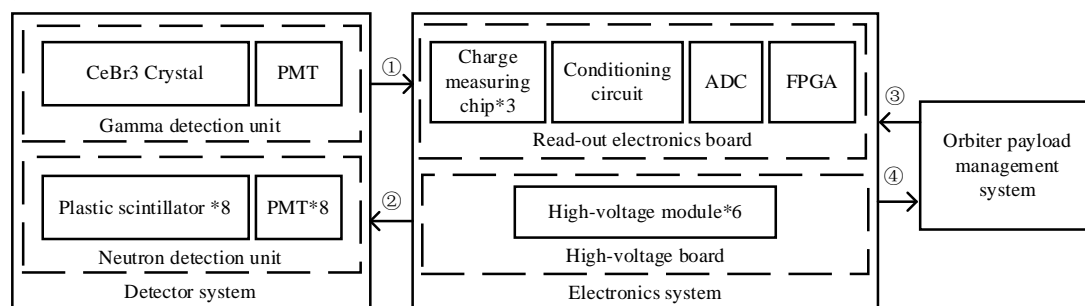 CeBr3 Crystal
PMT
Gamma detection unit
Plastic scintillator *8
PMT*8
Neutron detection unit
Detector system
①
②
Charge
measuring
chip*3
Conditioning
circuit
ADC
FPGA
Read-out electronics board
High-voltage module*6
High-voltage board
Electronics system
③
④
Orbiter payload
management
system